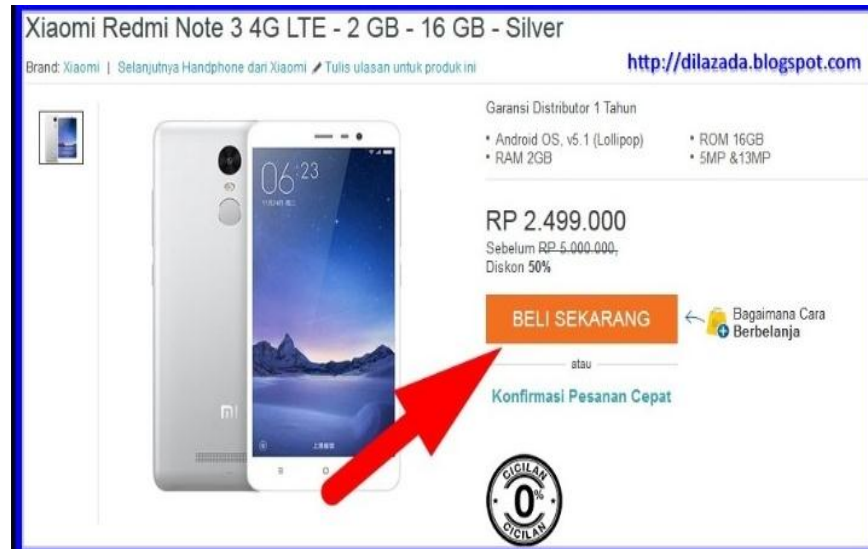 Xiaomi Redmi Note 3 4G LTE - 2 GB - 16 GB - Silver
Brand: Xiaomi | Selanjutnya Handphone dari Xiaomi Tulis ulasan untuk produk ini
http://dilazada.blogspot.com
Garansi Distributor 1 Tahun
• Android OS, v5.1 (Lollipop)
• ROM 16GB
• RAM 2GB
• 5MP &13MP
06:23
RP 2.499.000
Sebelum RP 5.000.000,
Diskon 50%
BELI SEKARANG
Bagaimana Cara
Berbelanja
atau
Konfirmasi Pesanan Cepat
mi
CICILAN
0%
CICILAN